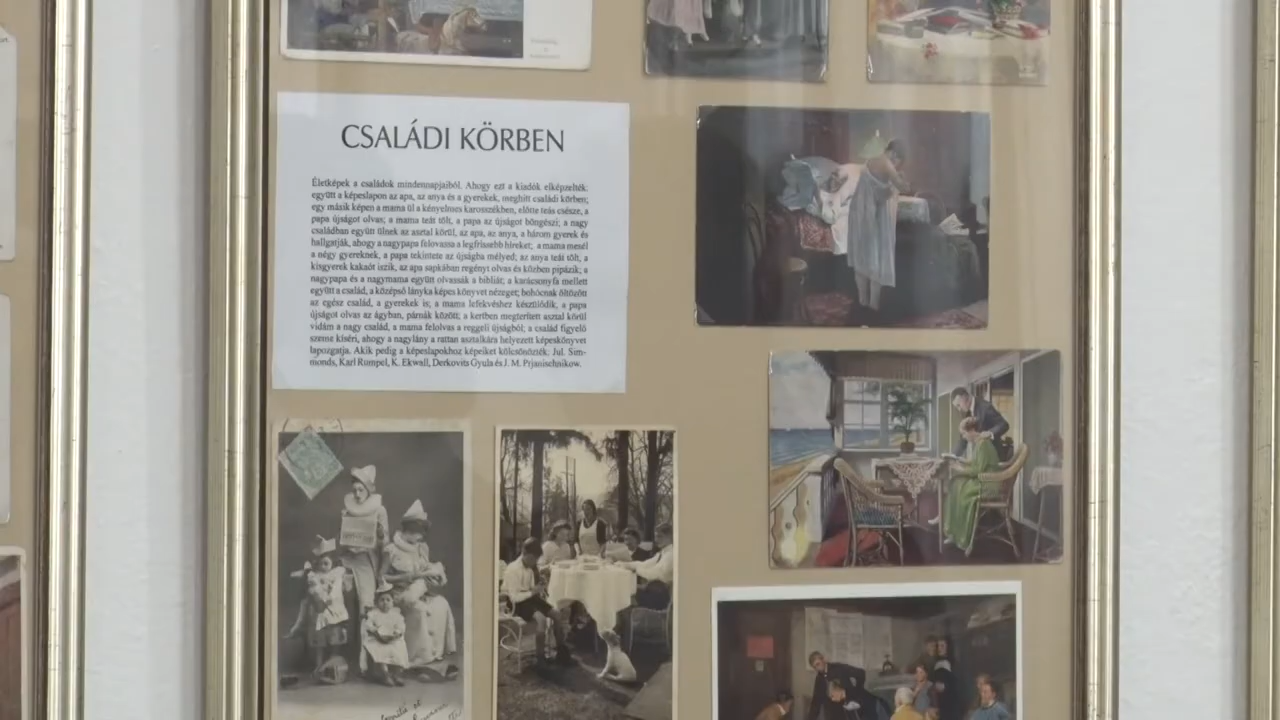 CSALÁDI KÖRBEN
Életképek a családok mindennapjaiból. Ahogy ezt a kiadók elképzelték:
együtt a képeslapon az apa, az anya és a gyerekek, meghitt családi körben;
egy másik képen a mama ül a kényelmes karosszékben, előtte teás csésze, a
papa újságot olvas; a mama teát tölt, a papa az újságot böngészi; a nagy
családban együtt ülnek az asztal körül, az apa, az anya, a három gyerek és
hallgatják, ahogy a nagypapa felovassa a legfrissebb híreket; a mama mesél
a négy gyereknek, a papa tekintete az újságba mélyed; az anya teát tölt, a
kisgyerek kakaót iszik, az apa sapkában regényt olvas és közben pipázik; a
nagypapa és a nagymama együtt olvassák a bibliát; a karácsonyfa mellett
együtt a család, a középső lányka képes könyvet nézeget; bohócnak öltözött
az egész család, a gyerekek is; a mama lefekvéshez készülődik, a papa
újságot olvas az ágyban, párnák között; a kertben megterített asztal körül
vidám a nagy család, a mama felolvas a reggeli újságból; a család figyelő
szeme kíséri, ahogy a nagylány a rattan asztalkára helyezett képeskönyvet
lapozgatja. Akik pedig a képeslapokhoz képeiket kölcsönözték: Jul. Sim-
monds, Karl Rumpel, K. Ekwall, Derkovits Gyula és J. M. Prjanischnikow.